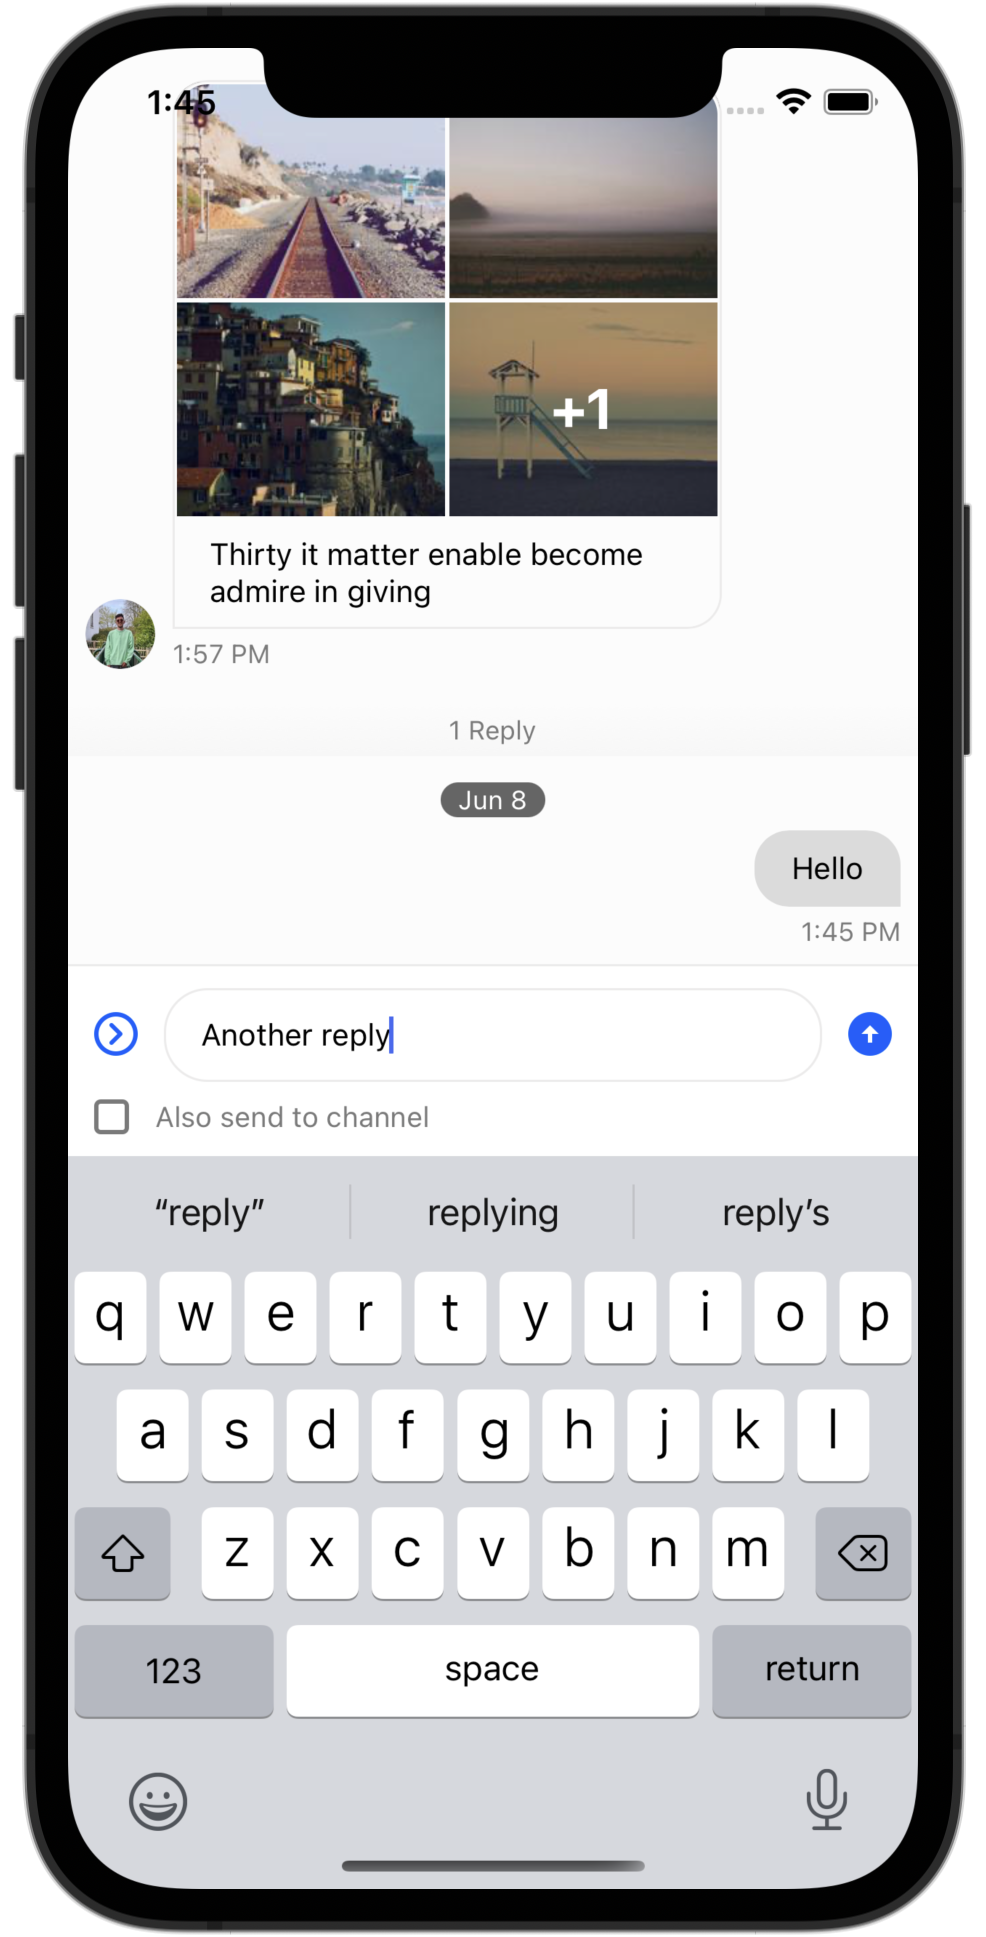 1:45
+1
Thirty it matter enable become
admire in giving
1:57 PM
1 Reply
Jun 8
Hello
1:45 PM
Another reply
Also send to channel
“reply” replying reply’s
q w e r t y u i o p
a s d f g h j k l
z x c v b n m
123 space return